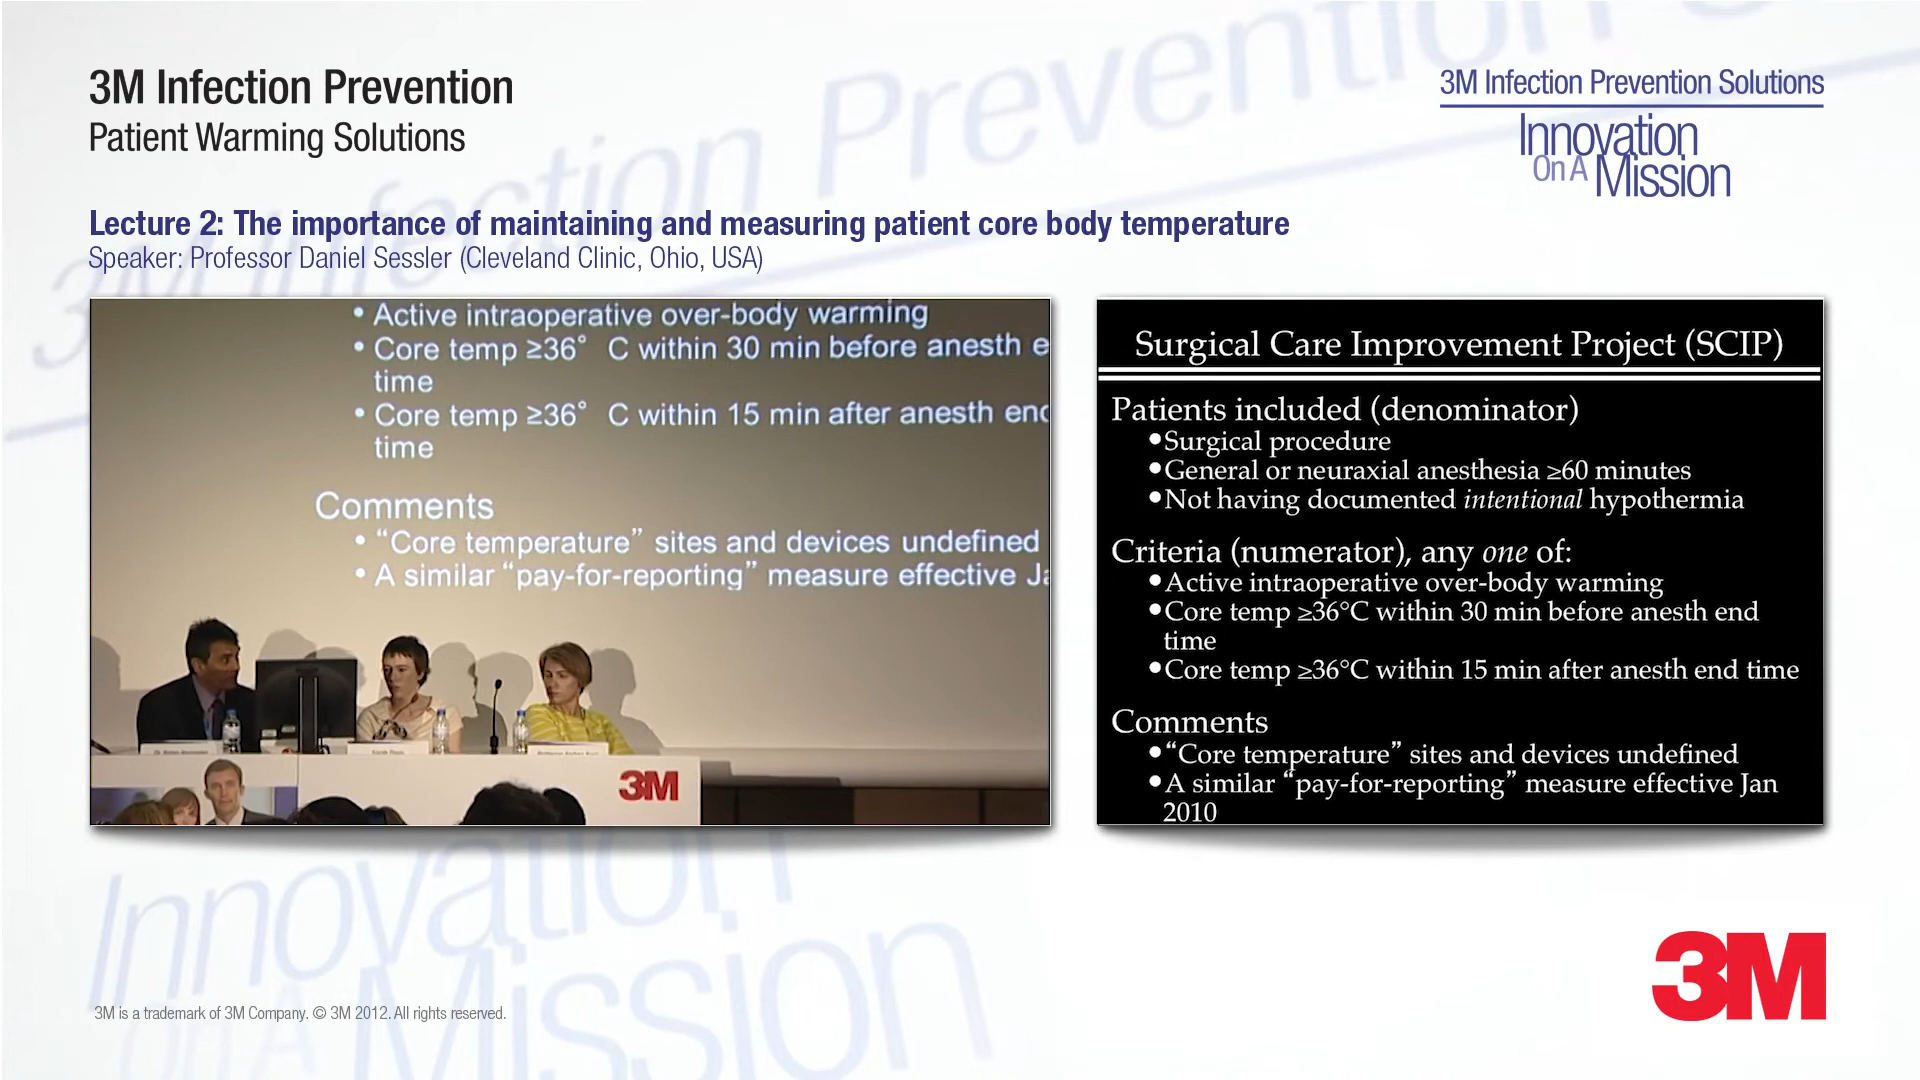 3M Infection Prevention
Patient Warming Solutions
3M Infection Prevention Solutions
Innovation
On A Mission
Lecture 2: The importance of maintaining and measuring patient core body temperature
Speaker: Professor Daniel Sessler (Cleveland Clinic, Ohio, USA)
• Active intraoperative over-body warming
• Core temp ≥36° C within 30 min before anesth e
time
• Core temp ≥36° C within 15 min after anesth end
time
Comments
• “Core temperature” sites and devices undefined
• A similar “pay-for-reporting” measure effective Ja
3M
Surgical Care Improvement Project (SCIP)
Patients included (denominator)
•Surgical procedure
•General or neuraxial anesthesia ≥60 minutes
•Not having documented intentional hypothermia
Criteria (numerator), any one of:
•Active intraoperative over-body warming
•Core temp ≥36°C within 30 min before anesth end
time
•Core temp ≥36°C within 15 min after anesth end time
Comments
•“Core temperature” sites and devices undefined
•A similar “pay-for-reporting” measure effective Jan
2010
3M Infection Prevention S
Innovation
On A Mission
3M
3M is a trademark of 3M Company. © 3M 2012. All rights reserved.